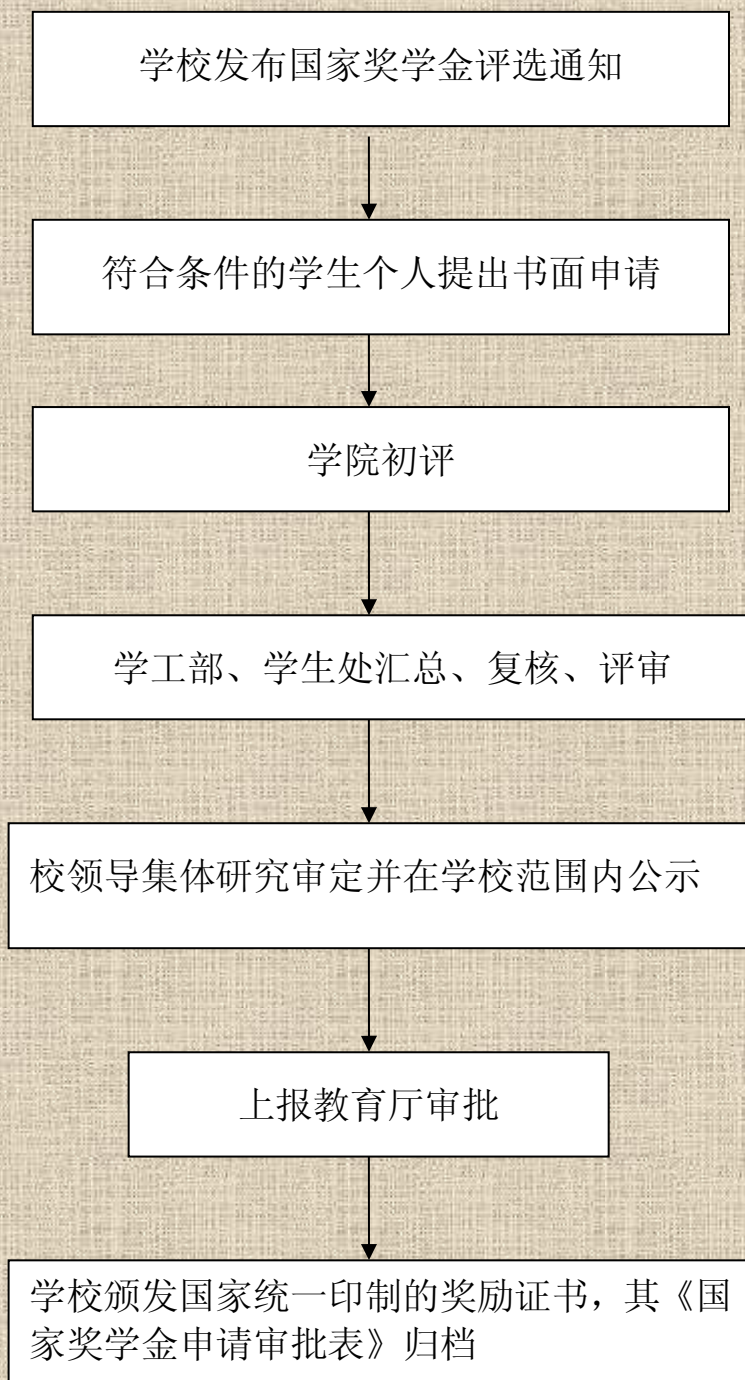 学校发布国家奖学金评选通知
符合条件的学生个人提出书面申请
学院初评
学工部、学生处汇总、复核、评审
校领导集体研究审定并在学校范围内公示
上报教育厅审批
学校颁发国家统一印制的奖励证书，其《国
家奖学金申请审批表》归档